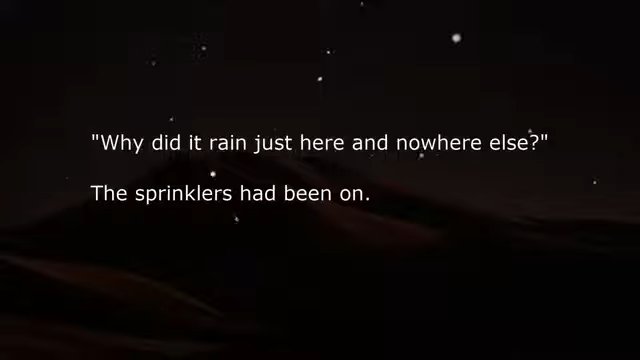 "Why did it rain just here and nowhere else?"
The sprinklers had been on.